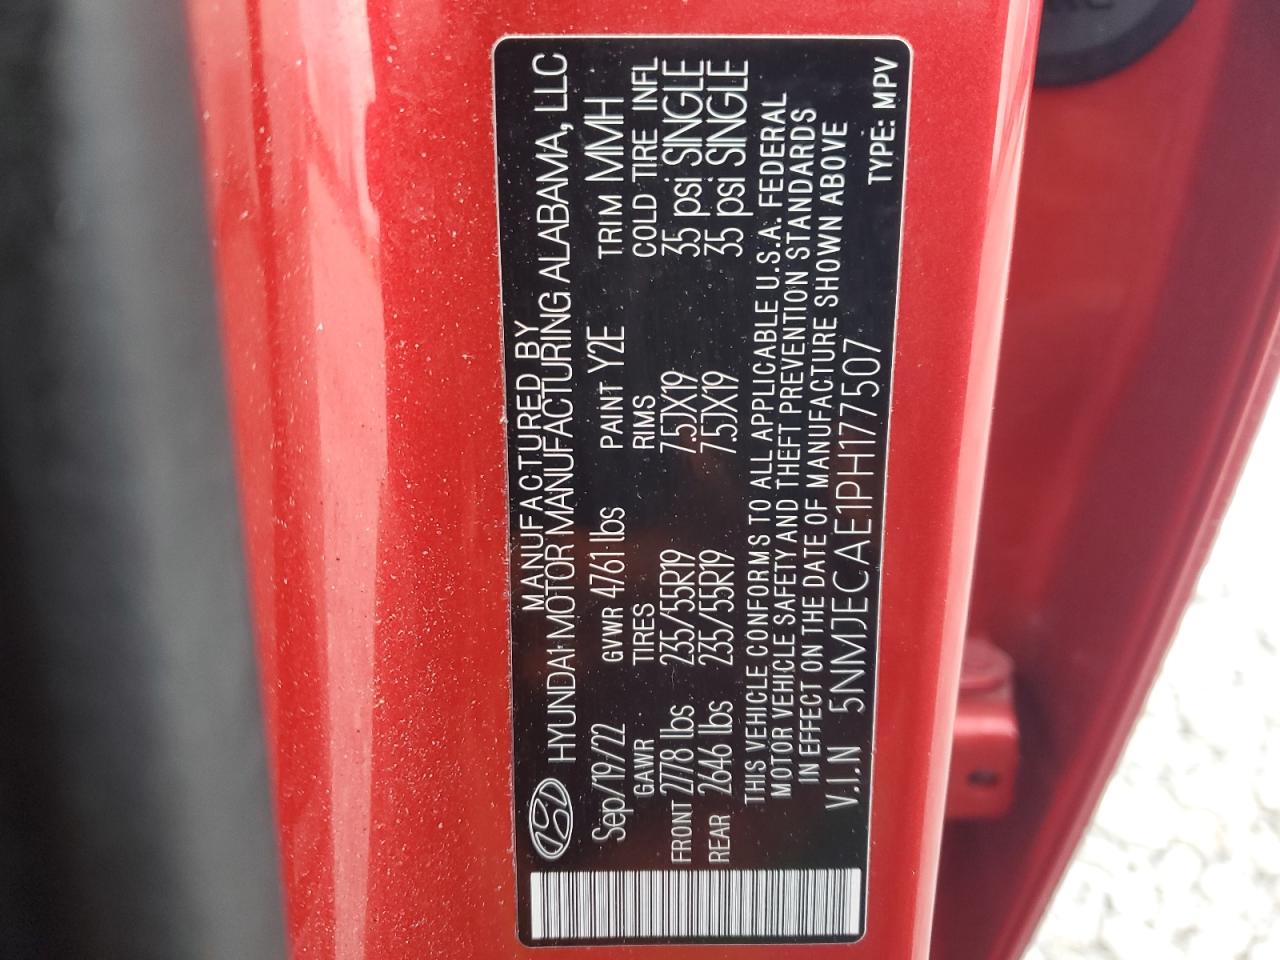 MANUFACTURED BY
HYUNDAI MOTOR MANUFACTURING ALABAMA, LLC
Sep/19/22 GVWR 4761 lbs PAINT Y2E TRIM MMH
GAWR TIRES RIMS COLD TIRE INFL
FRONT 2778 lbs 235/55R19 7.5JX19 35 psi SINGLE
REAR 2646 lbs 235/55R19 7.5JX19 35 psi SINGLE
THIS VEHICLE CONFORMS TO ALL APPLICABLE U.S.A. FEDERAL
MOTOR VEHICLE SAFETY AND THEFT PREVENTION STANDARDS
IN EFFECT ON THE DATE OF MANUFACTURE SHOWN ABOVE
V.I.N 5NMJECAE1PH177507
TYPE: MPV